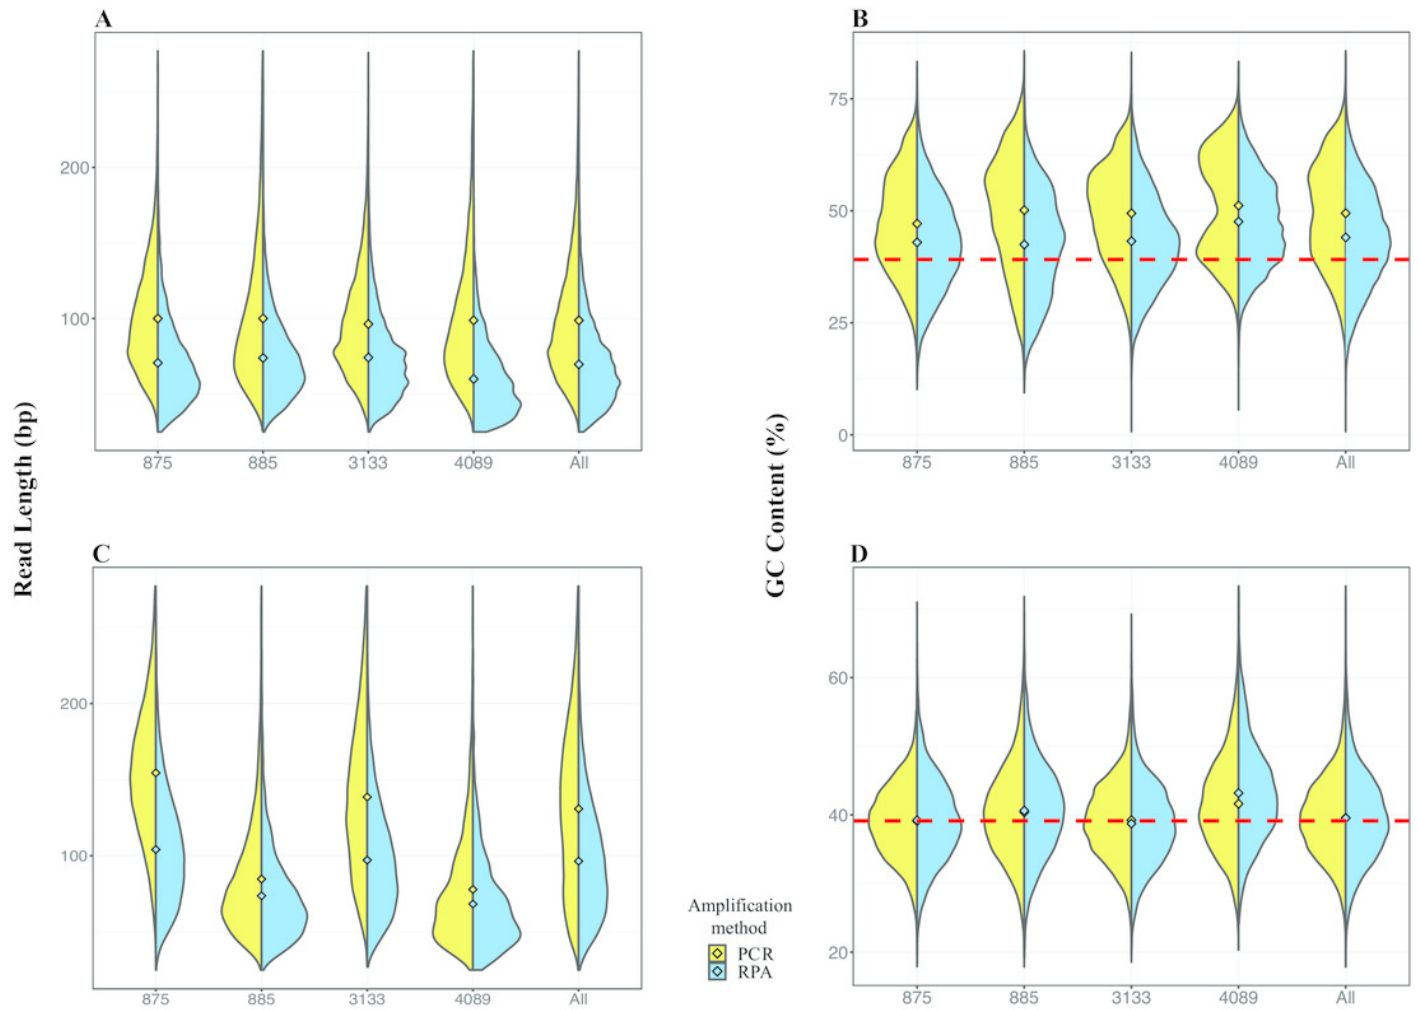 A
Read Length (bp)
200
100
875 885 3133 4089 All
B
GC Content (%)
75
50
25
0
875 885 3133 4089 All
C
200
100
875 885 3133 4089 All
Amplification
method
PCR
RPA
D
60
40
20
875 885 3133 4089 All